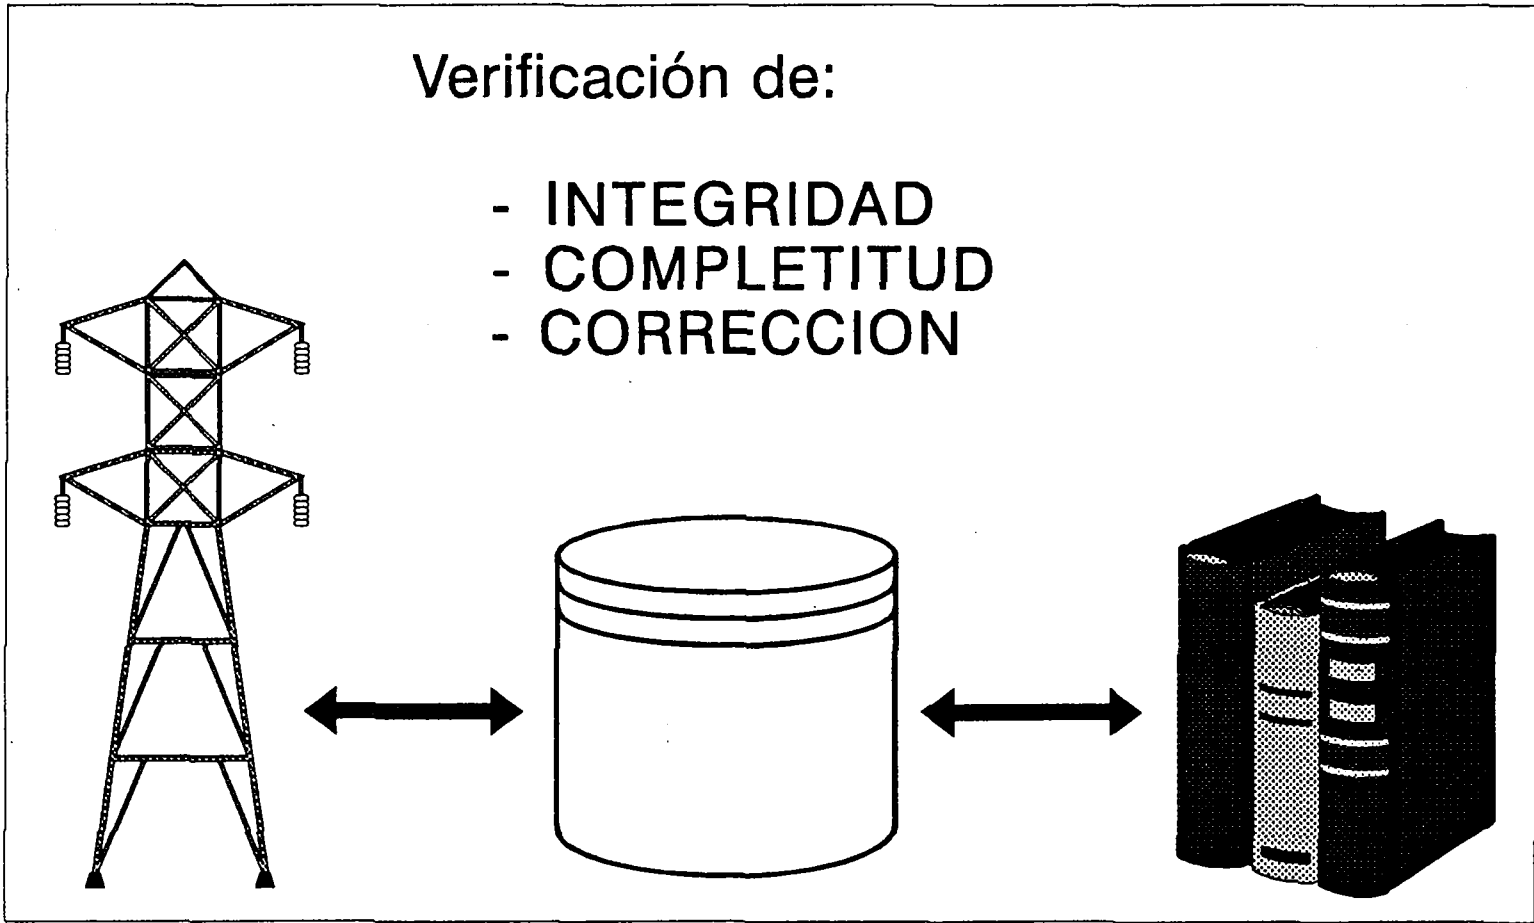 Verificación de:
- INTEGRIDAD
- COMPLETITUD
- CORRECCION